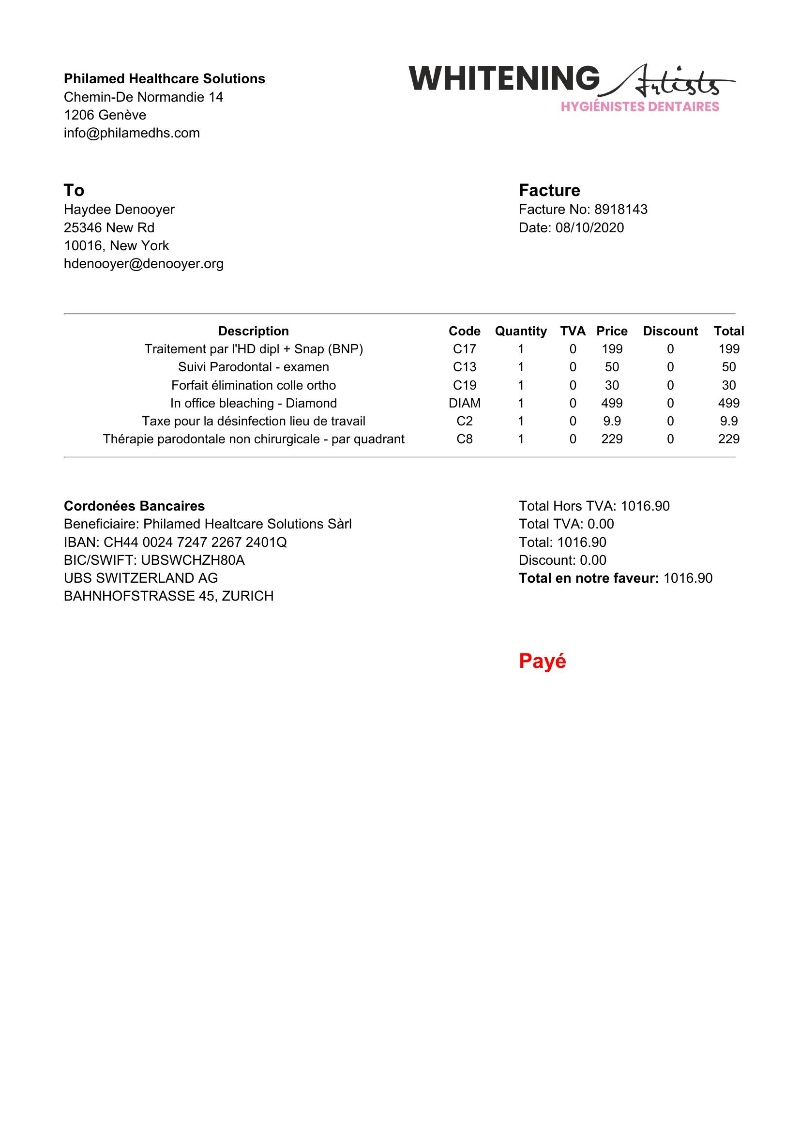 Philamed Healthcare Solutions
Chemin-De Normandie 14
1206 Genève
info@philamedhs.com
WHITENING Artists
HYGIÉNISTES DENTAIRES
To
Haydee Denooyer
25346 New Rd
10016, New York
hdenooyer@denooyer.org
Facture
Facture No: 8918143
Date: 08/10/2020
Description Code Quantity TVA Price Discount Total
Traitement par l'HD dipl + Snap (BNP) C17 1 0 199 0 199
Suivi Parodontal - examen C13 1 0 50 0 50
Forfait élimination colle ortho C19 1 0 30 0 30
In office bleaching - Diamond DIAM 1 0 499 0 499
Taxe pour la désinfection lieu de travail C2 1 0 9.9 0 9.9
Thérapie parodontale non chirurgicale - par quadrant C8 1 0 229 0 229
Cordonées Bancaires
Beneficiaire: Philamed Healtcare Solutions Sàrl
IBAN: CH44 0024 7247 2267 2401Q
BIC/SWIFT: UBSWCHZH80A
UBS SWITZERLAND AG
BAHNHOFSTRASSE 45, ZURICH
Total Hors TVA: 1016.90
Total TVA: 0.00
Total: 1016.90
Discount: 0.00
Total en notre faveur: 1016.90
Payé